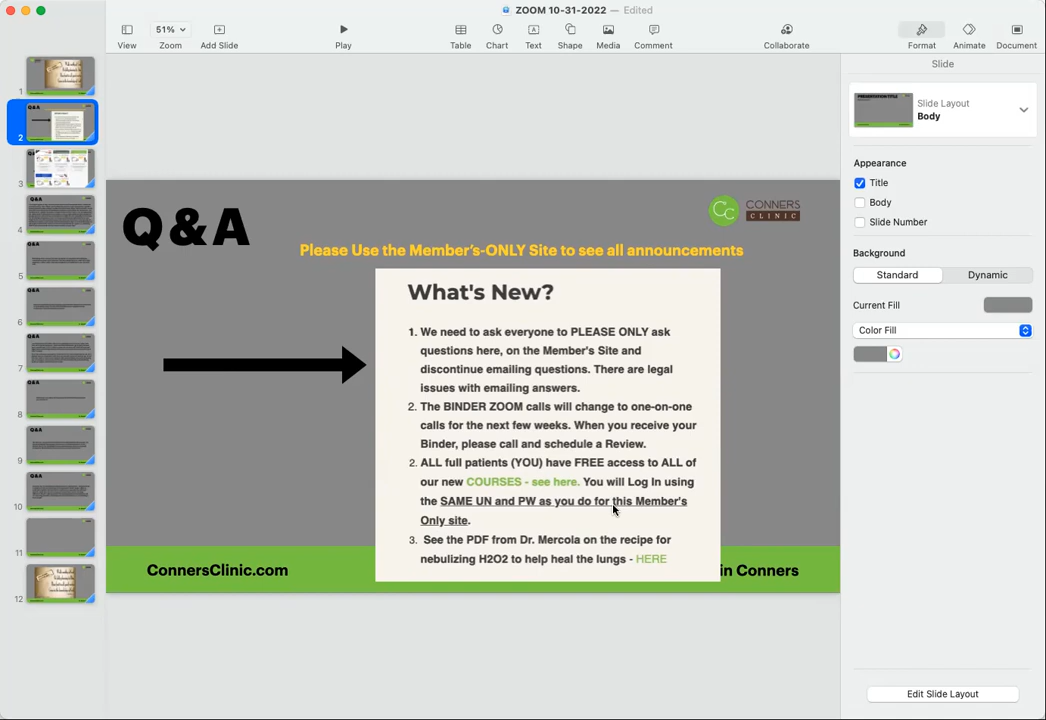 ZOOM 10-31-2022 — Edited
51%
View
Zoom
Add Slide
Play
Table
Chart
Text
Shape
Media
Comment
Collaborate
Format
Animate
Document
1
2
3
4
5
6
7
8
9
10
11
12
Q&A
Q&A
Q&A
Q&A
Q&A
Q&A
Q&A
Q&A
Q&A
CC
CONNERS
CLINIC
Please Use the Member's-ONLY Site to see all announcements
What's New?
1. We need to ask everyone to PLEASE ONLY ask
questions here, on the Member's Site and
discontinue emailing questions. There are legal
issues with emailing answers.
2. The BINDER ZOOM calls will change to one-on-one
calls for the next few weeks. When you receive your
Binder, please call and schedule a Review.
2. ALL full patients (YOU) have FREE access to ALL of
our new COURSES - see here. You will Log In using
the SAME UN and PW as you do for this Member's
Only site.
3. See the PDF from Dr. Mercola on the recipe for
nebulizing H2O2 to help heal the lungs - HERE
ConnersClinic.com
in Conners
Slide
PRESENTATION TITLE
Slide Layout
Body
Appearance
Title
Body
Slide Number
Background
Standard
Dynamic
Current Fill
Color Fill
Edit Slide Layout